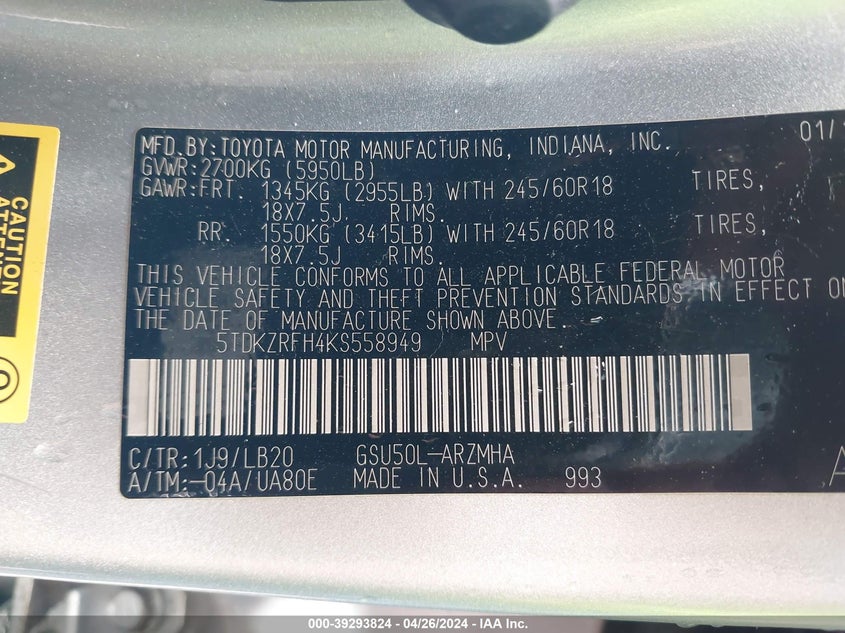 MFD.BY:TOYOTA MOTOR MANUFACTURING, INDIANA, INC. 01/
GVWR:2700KG (5950LB)
GAWR:FRT. 1345KG (2955LB) WITH 245/60R18 TIRES,
18X7.5J. RIMS.
RR. 1550KG (3415LB) WITH 245/60R18 TIRES,
18X7.5J RIMS.
THIS VEHICLE CONFORMS TO ALL APPLICABLE FEDERAL MOTOR
VEHICLE SAFETY AND THEFT PREVENTION STANDARDS IN EFFECT ON
THE DATE OF MANUFACTURE SHOWN ABOVE.
5TDKZRFH4KS558949 MPV
C/TR:1J9/LB20 GSU50L-ARZMHA
A/TM:-04A/UA80E MADE IN U.S.A. 993
CAUTION
000-39293824 - 04/26/2024 - IAA Inc.